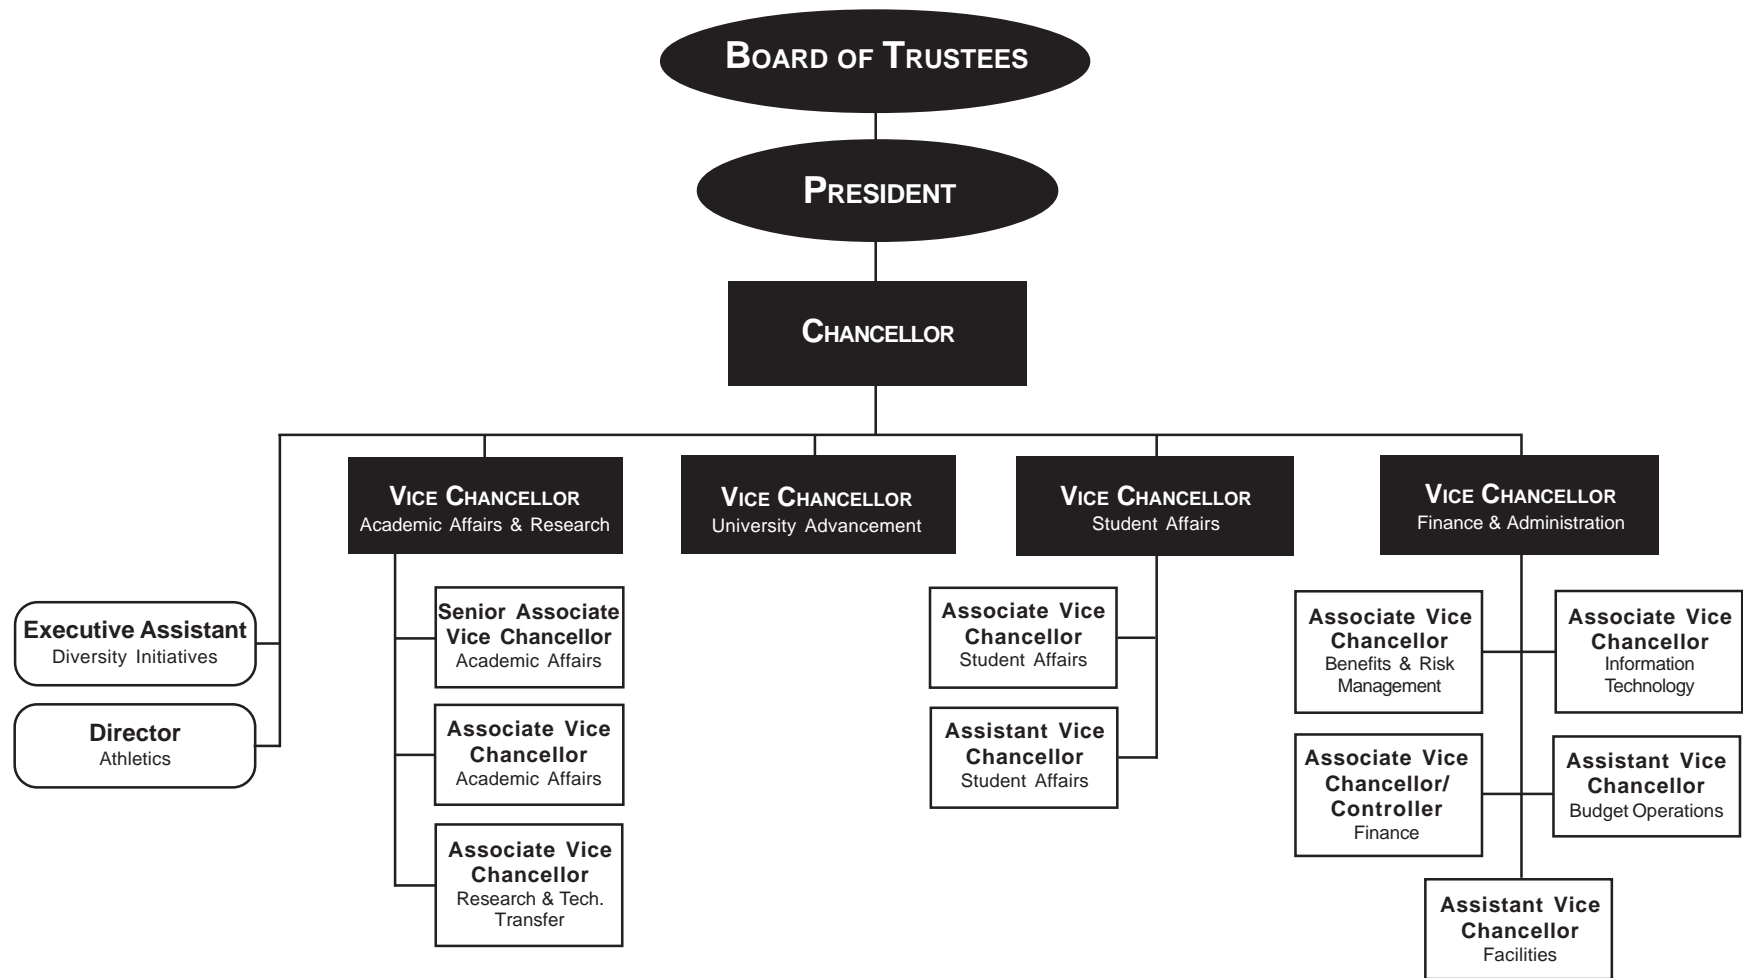 BOARD OF TRUSTEES
PRESIDENT
CHANCELLOR
VICE CHANCELLOR
Academic Affairs & Research
VICE CHANCELLOR
University Advancement
VICE CHANCELLOR
Student Affairs
VICE CHANCELLOR
Finance & Administration
Executive Assistant
Diversity Initiatives
Director
Athletics
Senior Associate
Vice Chancellor
Academic Affairs
Associate Vice
Chancellor
Academic Affairs
Associate Vice
Chancellor
Research & Tech.
Transfer
Associate Vice
Chancellor
Student Affairs
Assistant Vice
Chancellor
Student Affairs
Associate Vice
Chancellor
Benefits & Risk
Management
Associate Vice
Chancellor
Information
Technology
Associate Vice
Chancellor/
Controller
Finance
Assistant Vice
Chancellor
Budget Operations
Assistant Vice
Chancellor
Facilities